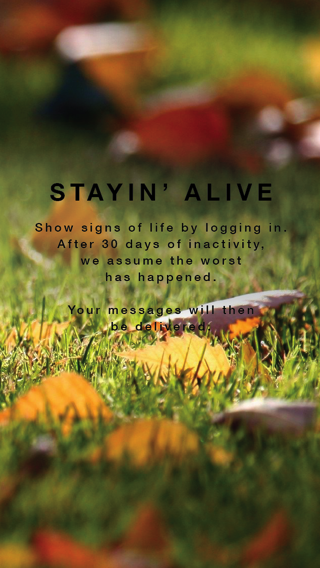 STAYIN’ ALIVE
Show signs of life by logging in.
After 30 days of inactivity,
we assume the worst
has happened.
Your messages will then
be delivered.